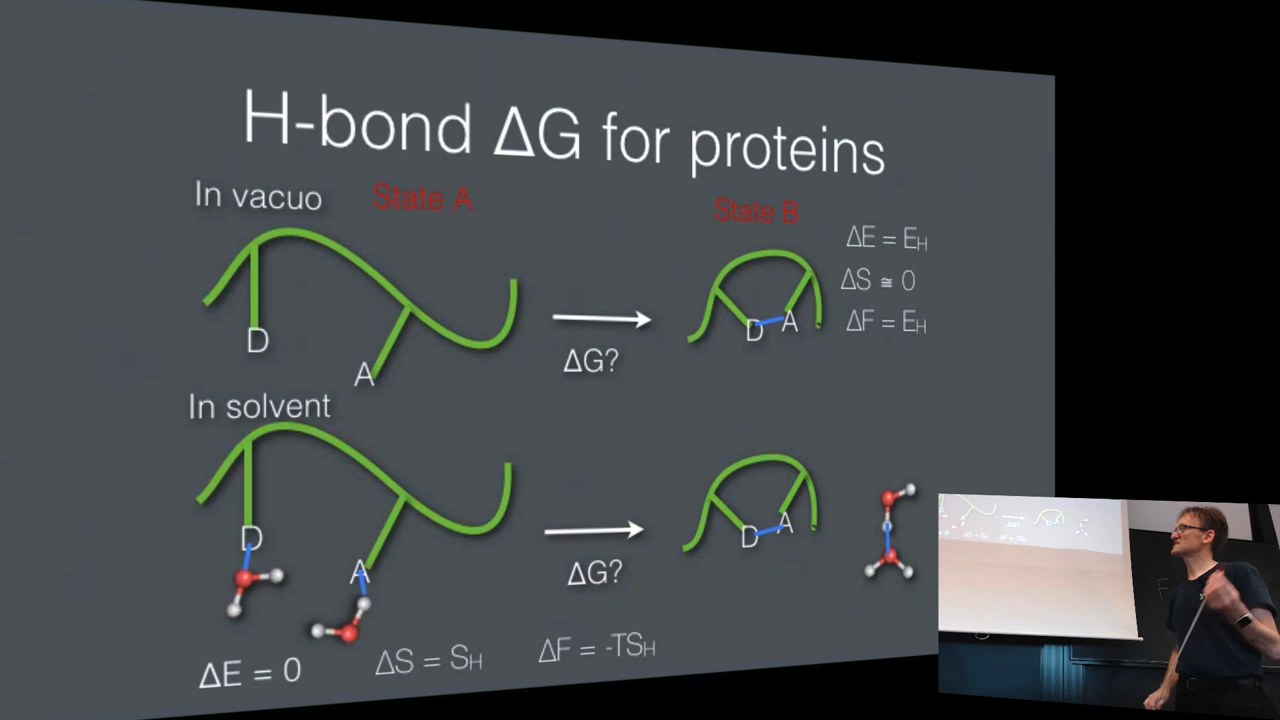 H-bond ΔG for proteins
In vacuo
State A
State B
D
A
ΔG?
D
A
ΔE = EH
ΔS ≅ 0
ΔF = EH
In solvent
D
A
ΔG?
D
A
ΔE = 0
ΔS = SH
ΔF = -TSH